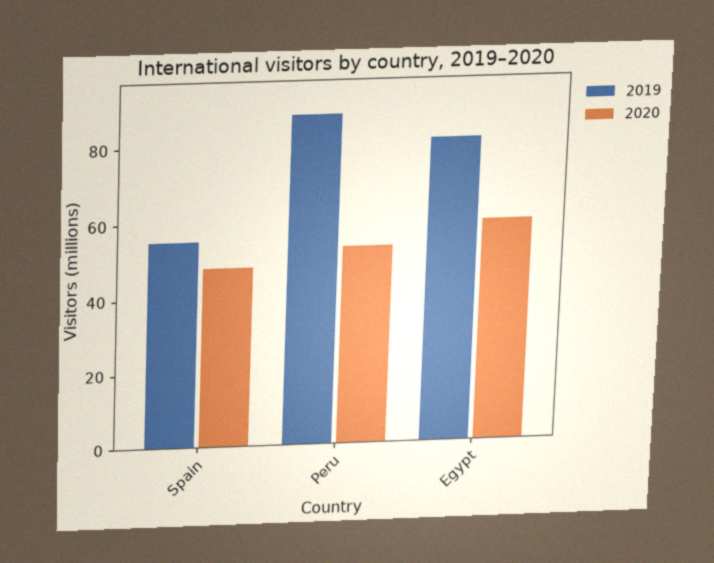 International visitors by country, 2019–2020
2019
2020
Visitors (millions)
80
60
40
20
0
Spain
Peru
Egypt
Country